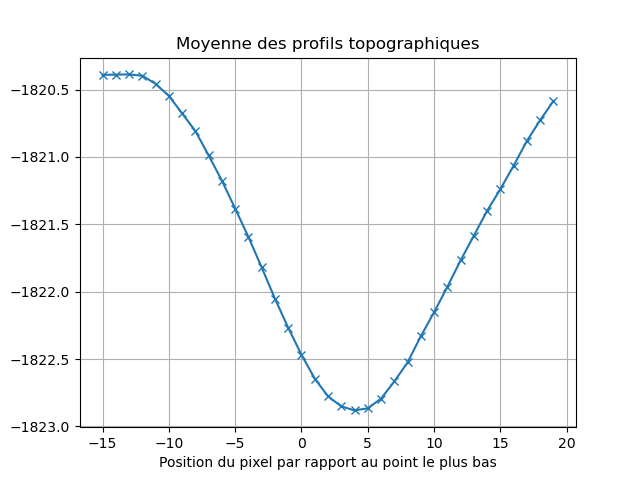 Moyenne des profils topographiques
−1820.5
−1821.0
−1821.5
−1822.0
−1822.5
−1823.0
−15 −10 −5 0 5 10 15 20
Position du pixel par rapport au point le plus bas